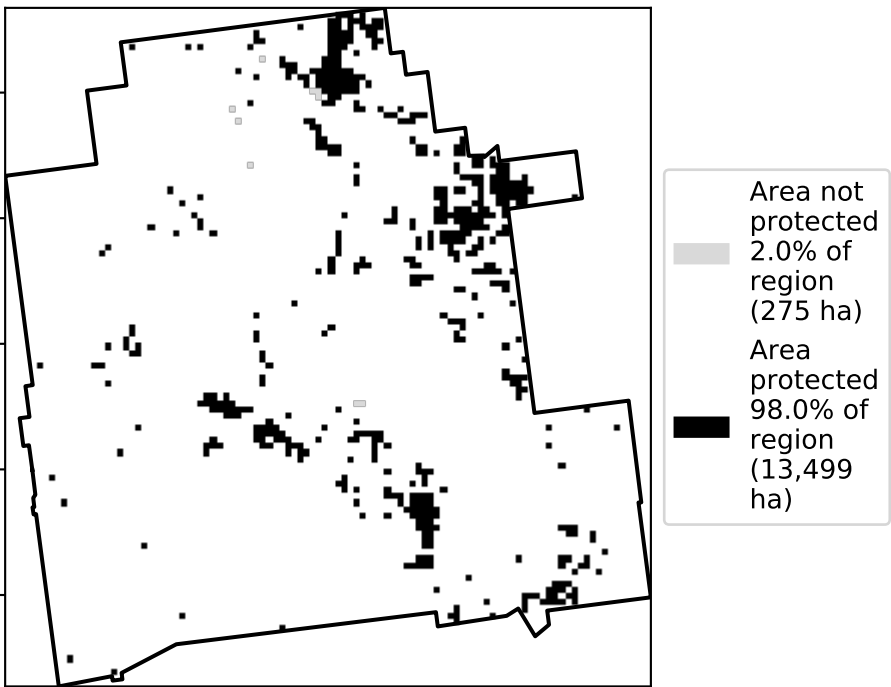 Area not
protected
2.0% of
region
(275 ha)
Area
protected
98.0% of
region
(13,499
ha)